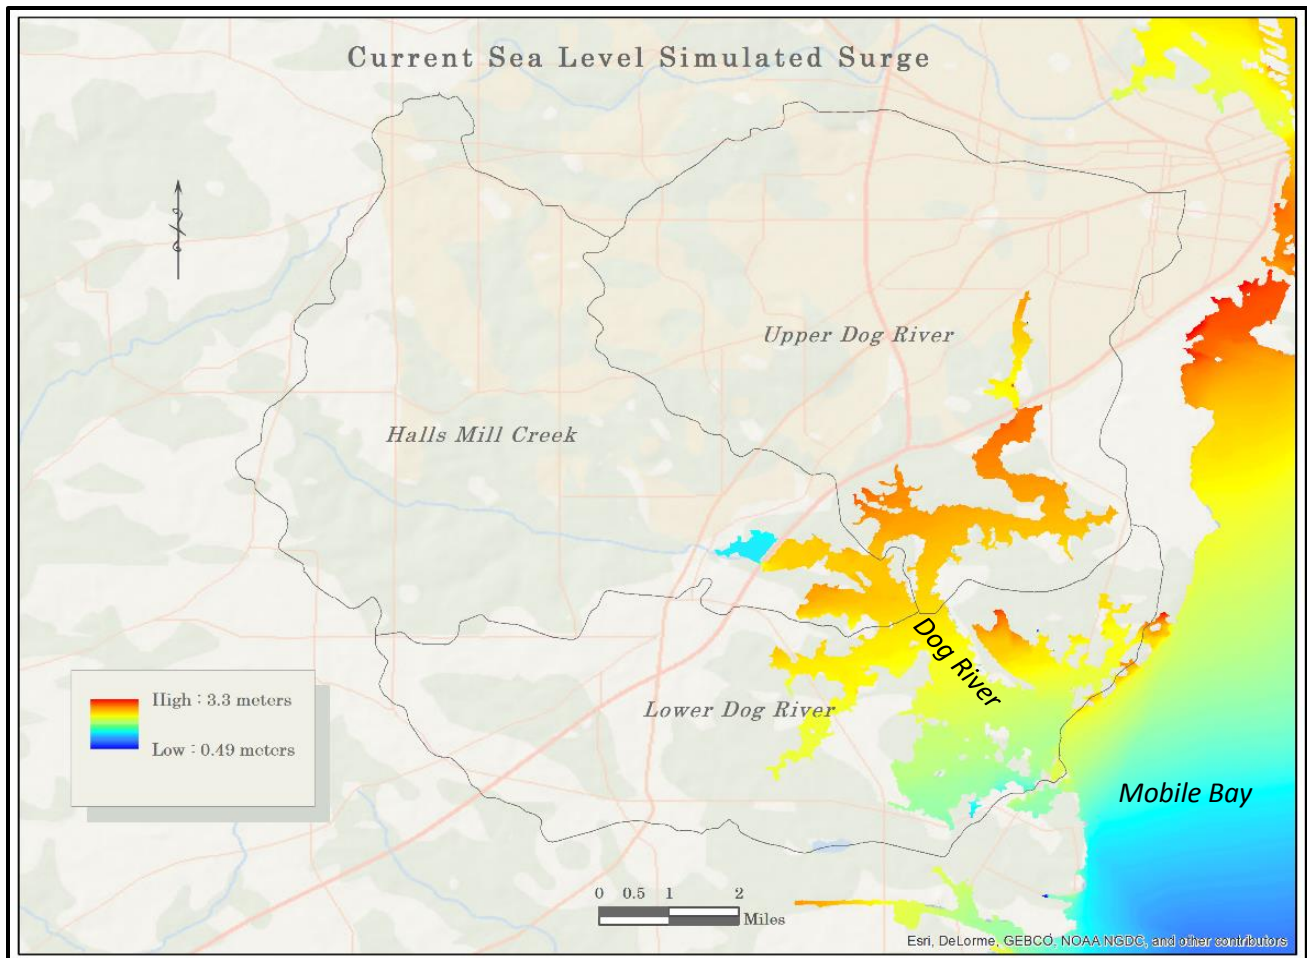 Current Sea Level Simulated Surge
Upper Dog River
Halls Mill Creek
Dog River
Lower Dog River
High : 3.3 meters
Low : 0.49 meters
Mobile Bay
0 0.5 1 2
Miles
Esri, DeLorme, GEBCO, NOAA NGDC, and other contributors